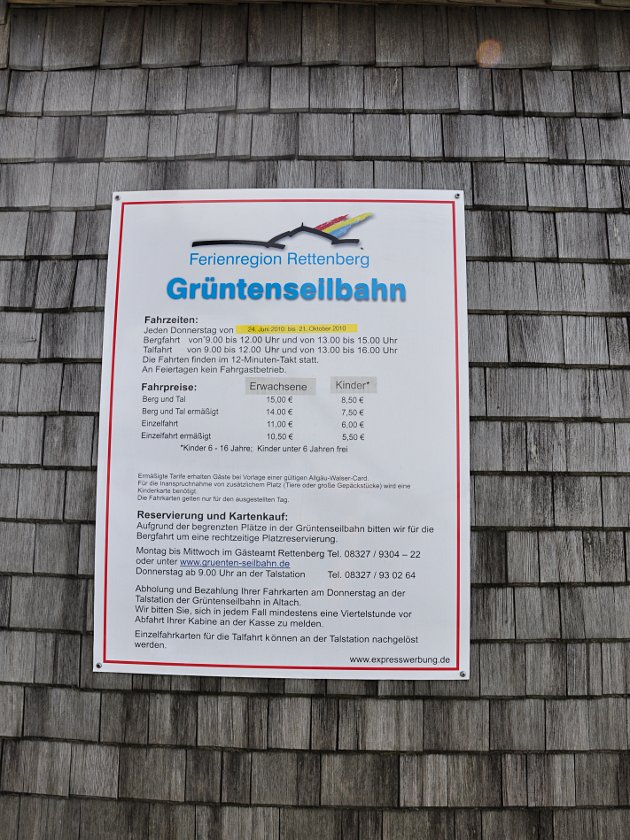 Ferienregion Rettenberg
Grüntenseilbahn
Fahrzeiten:
Jeden Donnerstag von 24. Juni 2010 bis 21. Oktober 2010
Bergfahrt von 9.00 bis 12.00 Uhr und von 13.00 bis 15.00 Uhr
Talfahrt von 9.00 bis 12.00 Uhr und von 13.00 bis 16.00 Uhr
Die Fahrten finden im 12-Minuten-Takt statt.
An Feiertagen kein Fahrgastbetrieb.
Fahrpreise: Erwachsene Kinder*
Berg und Tal 15,00 € 8,50 €
Berg und Tal ermäßigt 14.00 € 7,50 €
Einzelfahrt 11,00 € 6,00 €
Einzelfahrt ermäßigt 10,50 € 5,50 €
*Kinder 6 - 16 Jahre; Kinder unter 6 Jahren frei
Ermäßigte Tarife erhalten Gäste bei Vorlage einer gültigen Allgäu-Walser-Card.
Für die Inanspruchnahme von zusätzlichem Platz (Tiere oder große Gepäckstücke) wird eine
Kinderkarte benötigt.
Die Fahrkarten gelten nur für den ausgestellten Tag.
Reservierung und Kartenkauf:
Aufgrund der begrenzten Plätze in der Grüntenseilbahn bitten wir für die
Bergfahrt um eine rechtzeitige Platzreservierung.
Montag bis Mittwoch im Gästeamt Rettenberg Tel. 08327 / 9304 – 22
oder unter www.gruenten-seilbahn.de
Donnerstag ab 9.00 Uhr an der Talstation Tel. 08327 / 93 02 64
Abholung und Bezahlung Ihrer Fahrkarten am Donnerstag an der
Talstation der Grüntenseilbahn in Altach.
Wir bitten Sie, sich in jedem Fall mindestens eine Viertelstunde vor
Abfahrt Ihrer Kabine an der Kasse zu melden.
Einzelfahrkarten für die Talfahrt können an der Talstation nachgelöst
werden.
www.expresswerbung.de